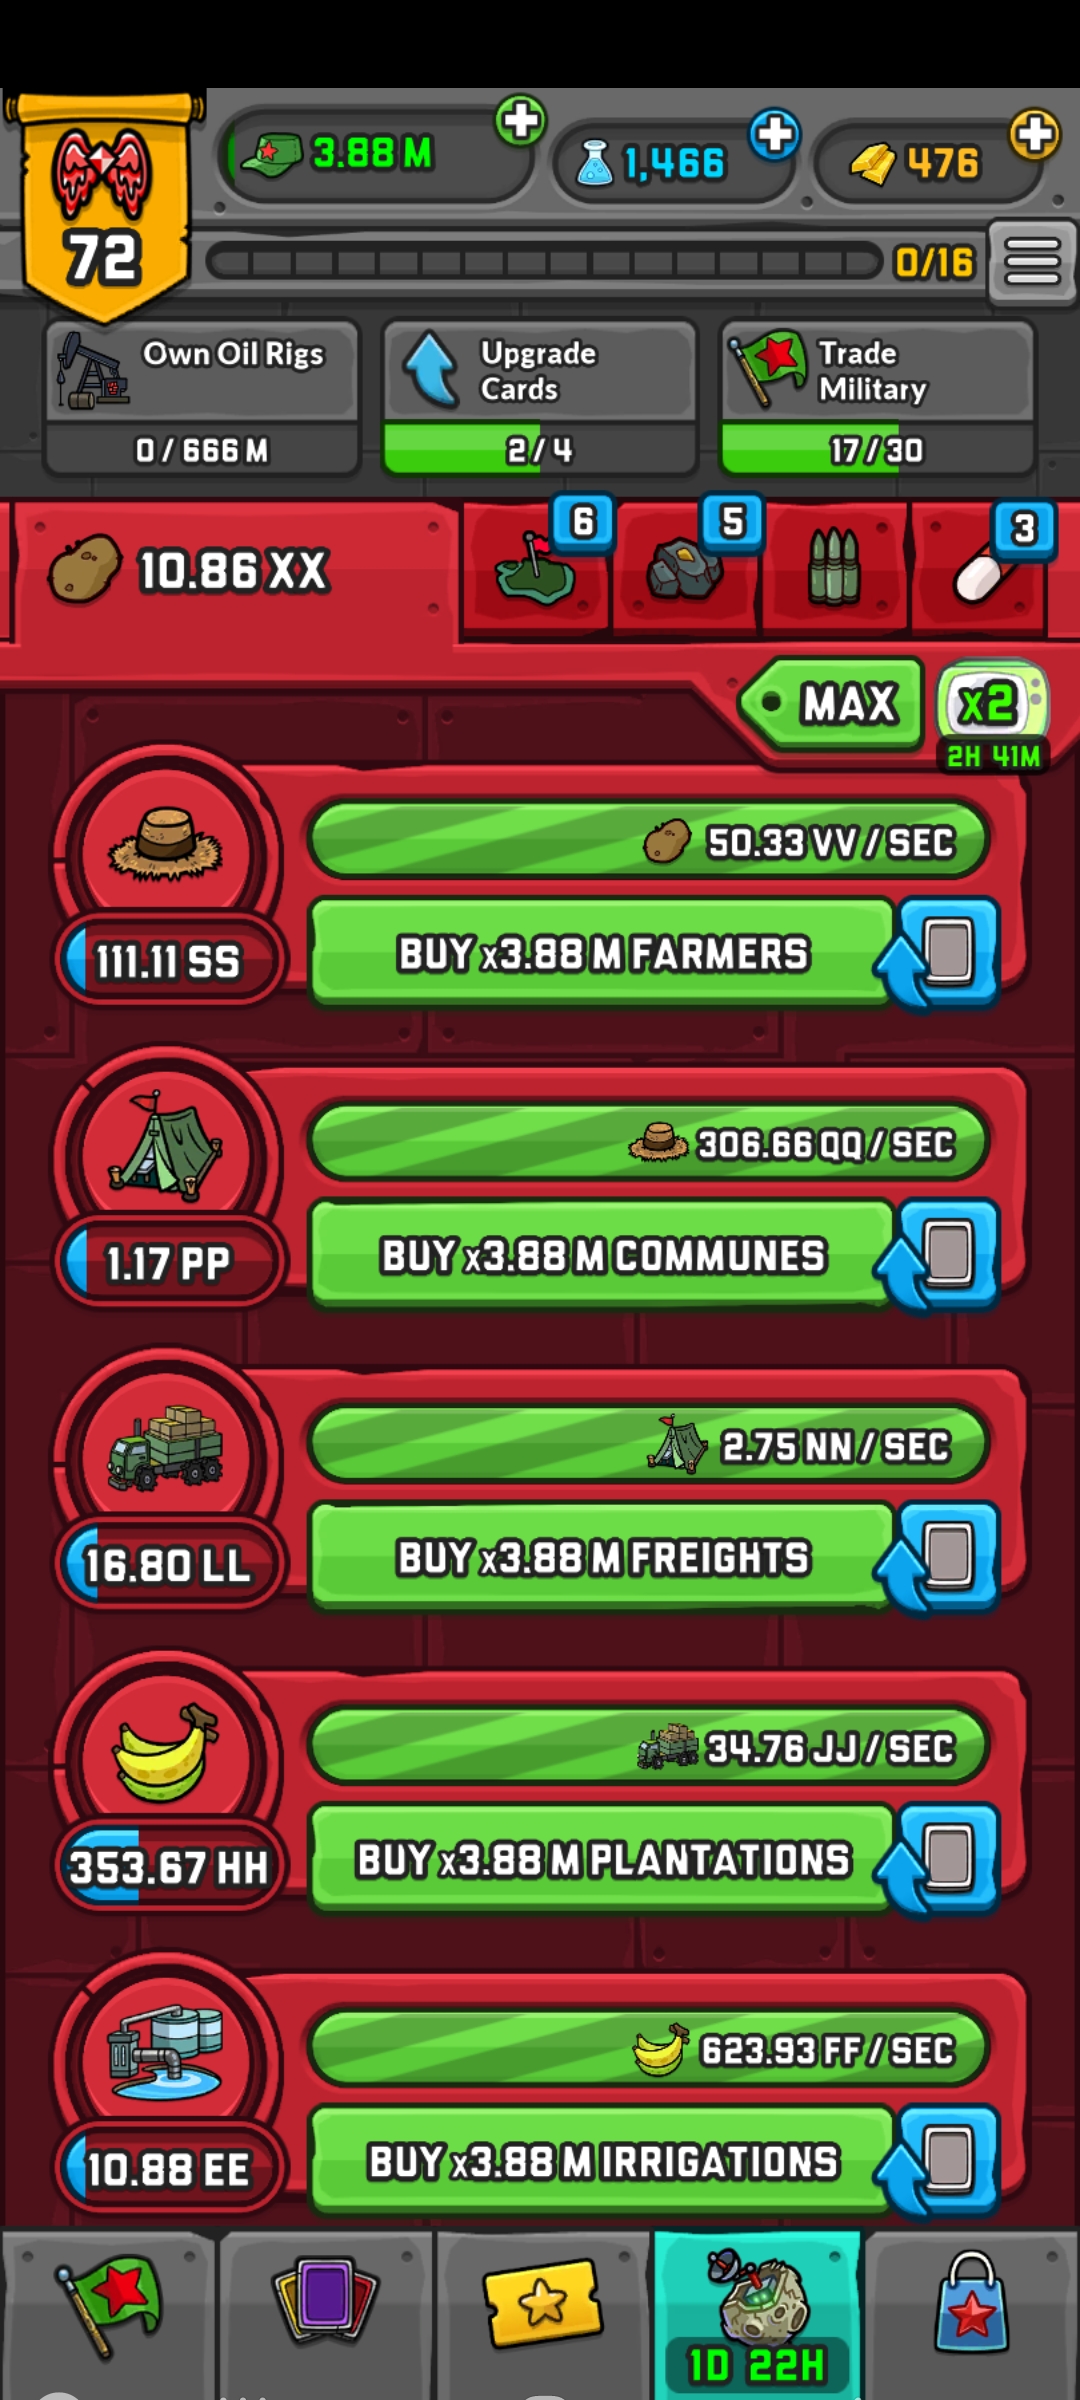 3.88 M
1,466
476
72
0/16
Own Oil Rigs
Upgrade
Cards
Trade
Military
0 / 666 M
2 / 4
17 / 30
10.86 XX
6
5
3
MAX
x2
2H 41M
50.33 VV / SEC
111.11 SS
BUY x3.88 M FARMERS
306.66 QQ / SEC
1.17 PP
BUY x3.88 M COMMUNES
2.75 NN / SEC
16.80 LL
BUY x3.88 M FREIGHTS
34.76 JJ / SEC
353.67 HH
BUY x3.88 M PLANTATIONS
623.93 FF / SEC
10.88 EE
BUY x3.88 M IRRIGATIONS
1D 22H